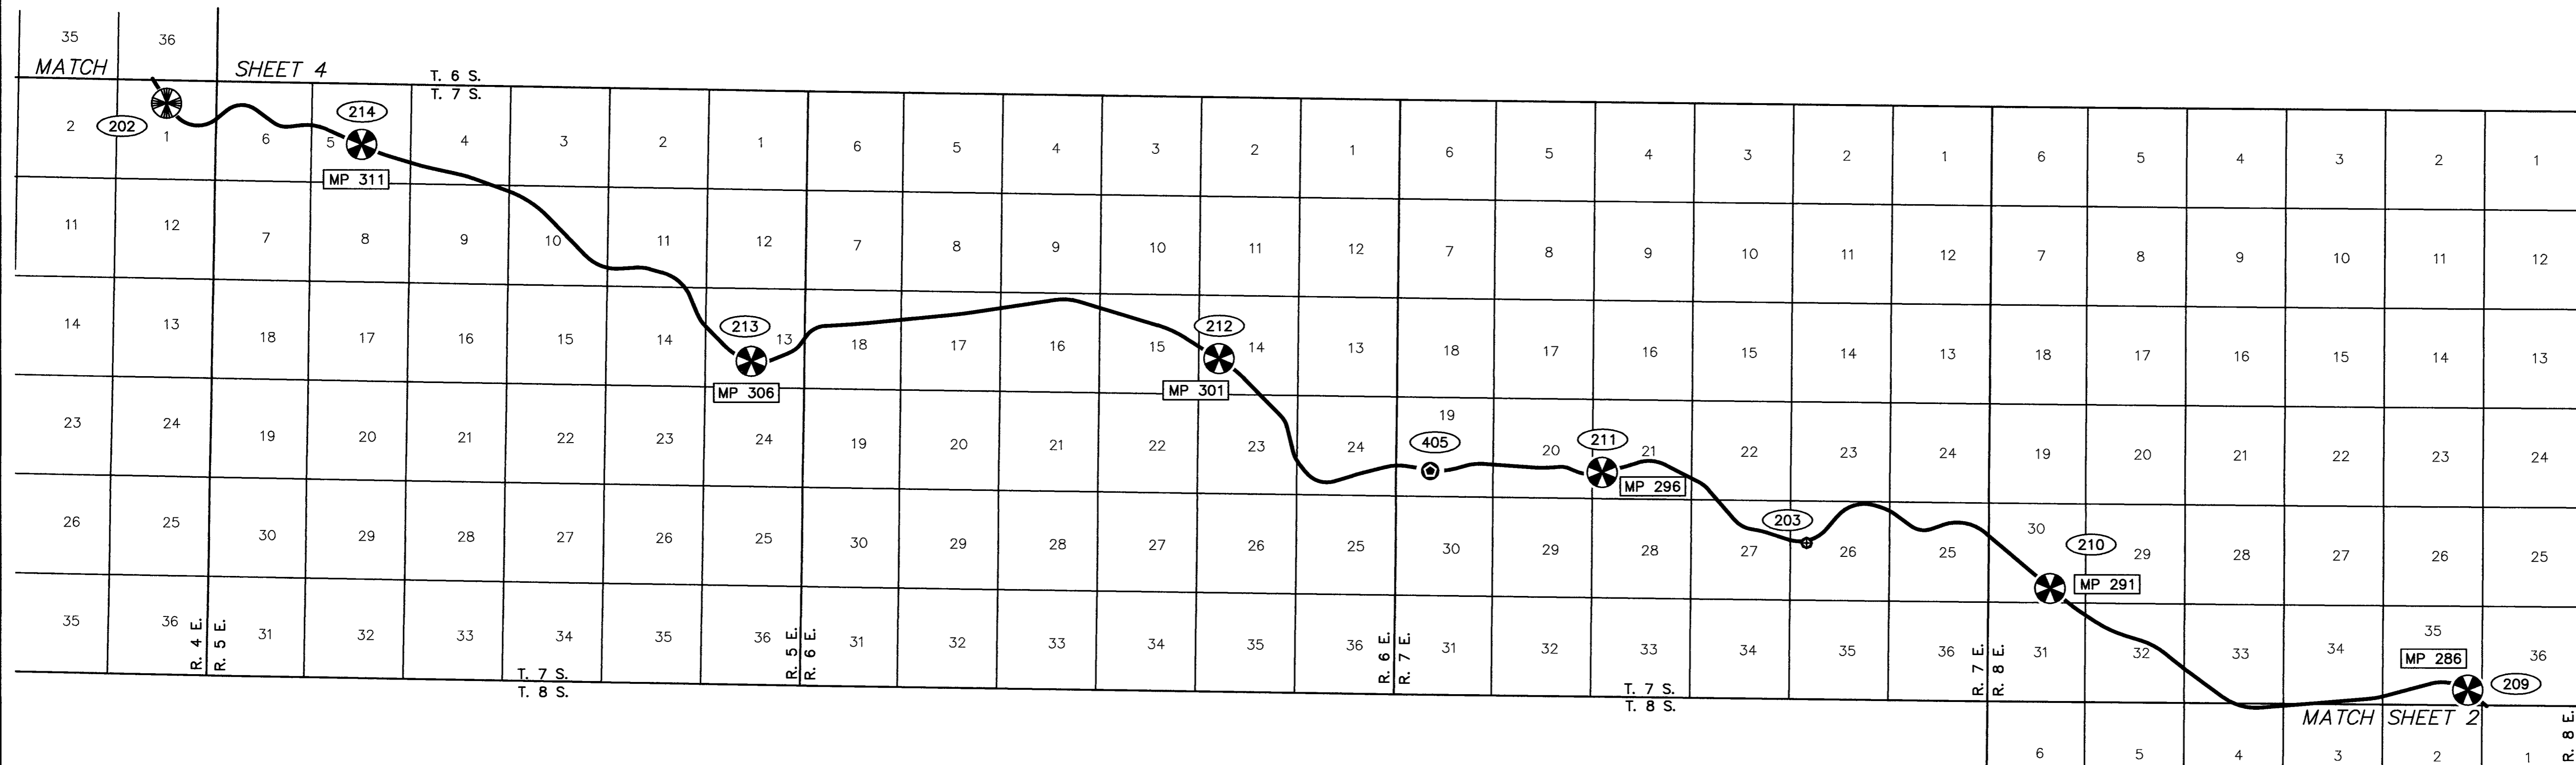 35 36
MATCH SHEET 4
T. 6 S.
T. 7 S.
214
2 202 1 6 5 4 3 2 1 6 5 4 3 2 1 6 5 4 3 2 1 6 5 4 3 2 1
MP 311
11 12 7 8 9 10 11 12 7 8 9 10 11 12 7 8 9 10 11 12 7 8 9 10 11 12
213 212
14 13 18 17 16 15 14 13 18 17 16 15 14 13 18 17 16 15 14 13 18 17 16 15 14 13
MP 306 MP 301
23 24 19 20 21 22 23 24 19 20 21 22 23 24 19 20 21 22 23 24 19 20 21 22 23 24
405 211
MP 296
203
26 25 30 29 28 27 26 25 30 29 28 27 26 25 30 29 28 27 26 25 30 29 28 27 26 25
210
MP 291
35 36 31 32 33 34 35 36 31 32 33 34 35 36 31 32 33 34 35 36 31 32 33 34 35 36
R. 4 E.
R. 5 E.
R. 5 E.
R. 6 E.
R. 6 E.
R. 7 E.
R. 7 E.
R. 8 E.
MP 286
209
T. 7 S.
T. 8 S.
T. 7 S.
T. 8 S.
MATCH SHEET 2
6 5 4 3 2 1
R. 8 E.